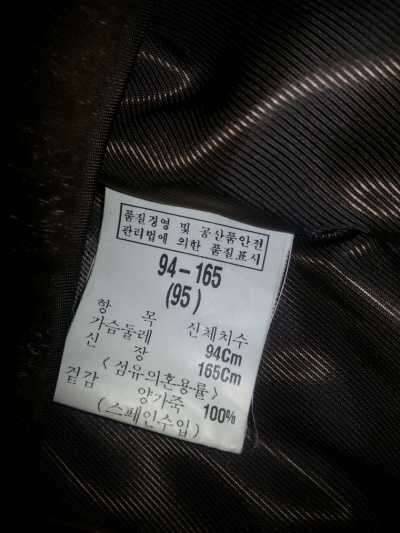 품질경영 및 공산품안전
관리법에 의한 품질표시
94-165
(95)
항 목 신체치수
가슴둘레 94Cm
신 장 165Cm
〈섬유의혼용률〉
겉감 양가죽 100%
(스페인수입)